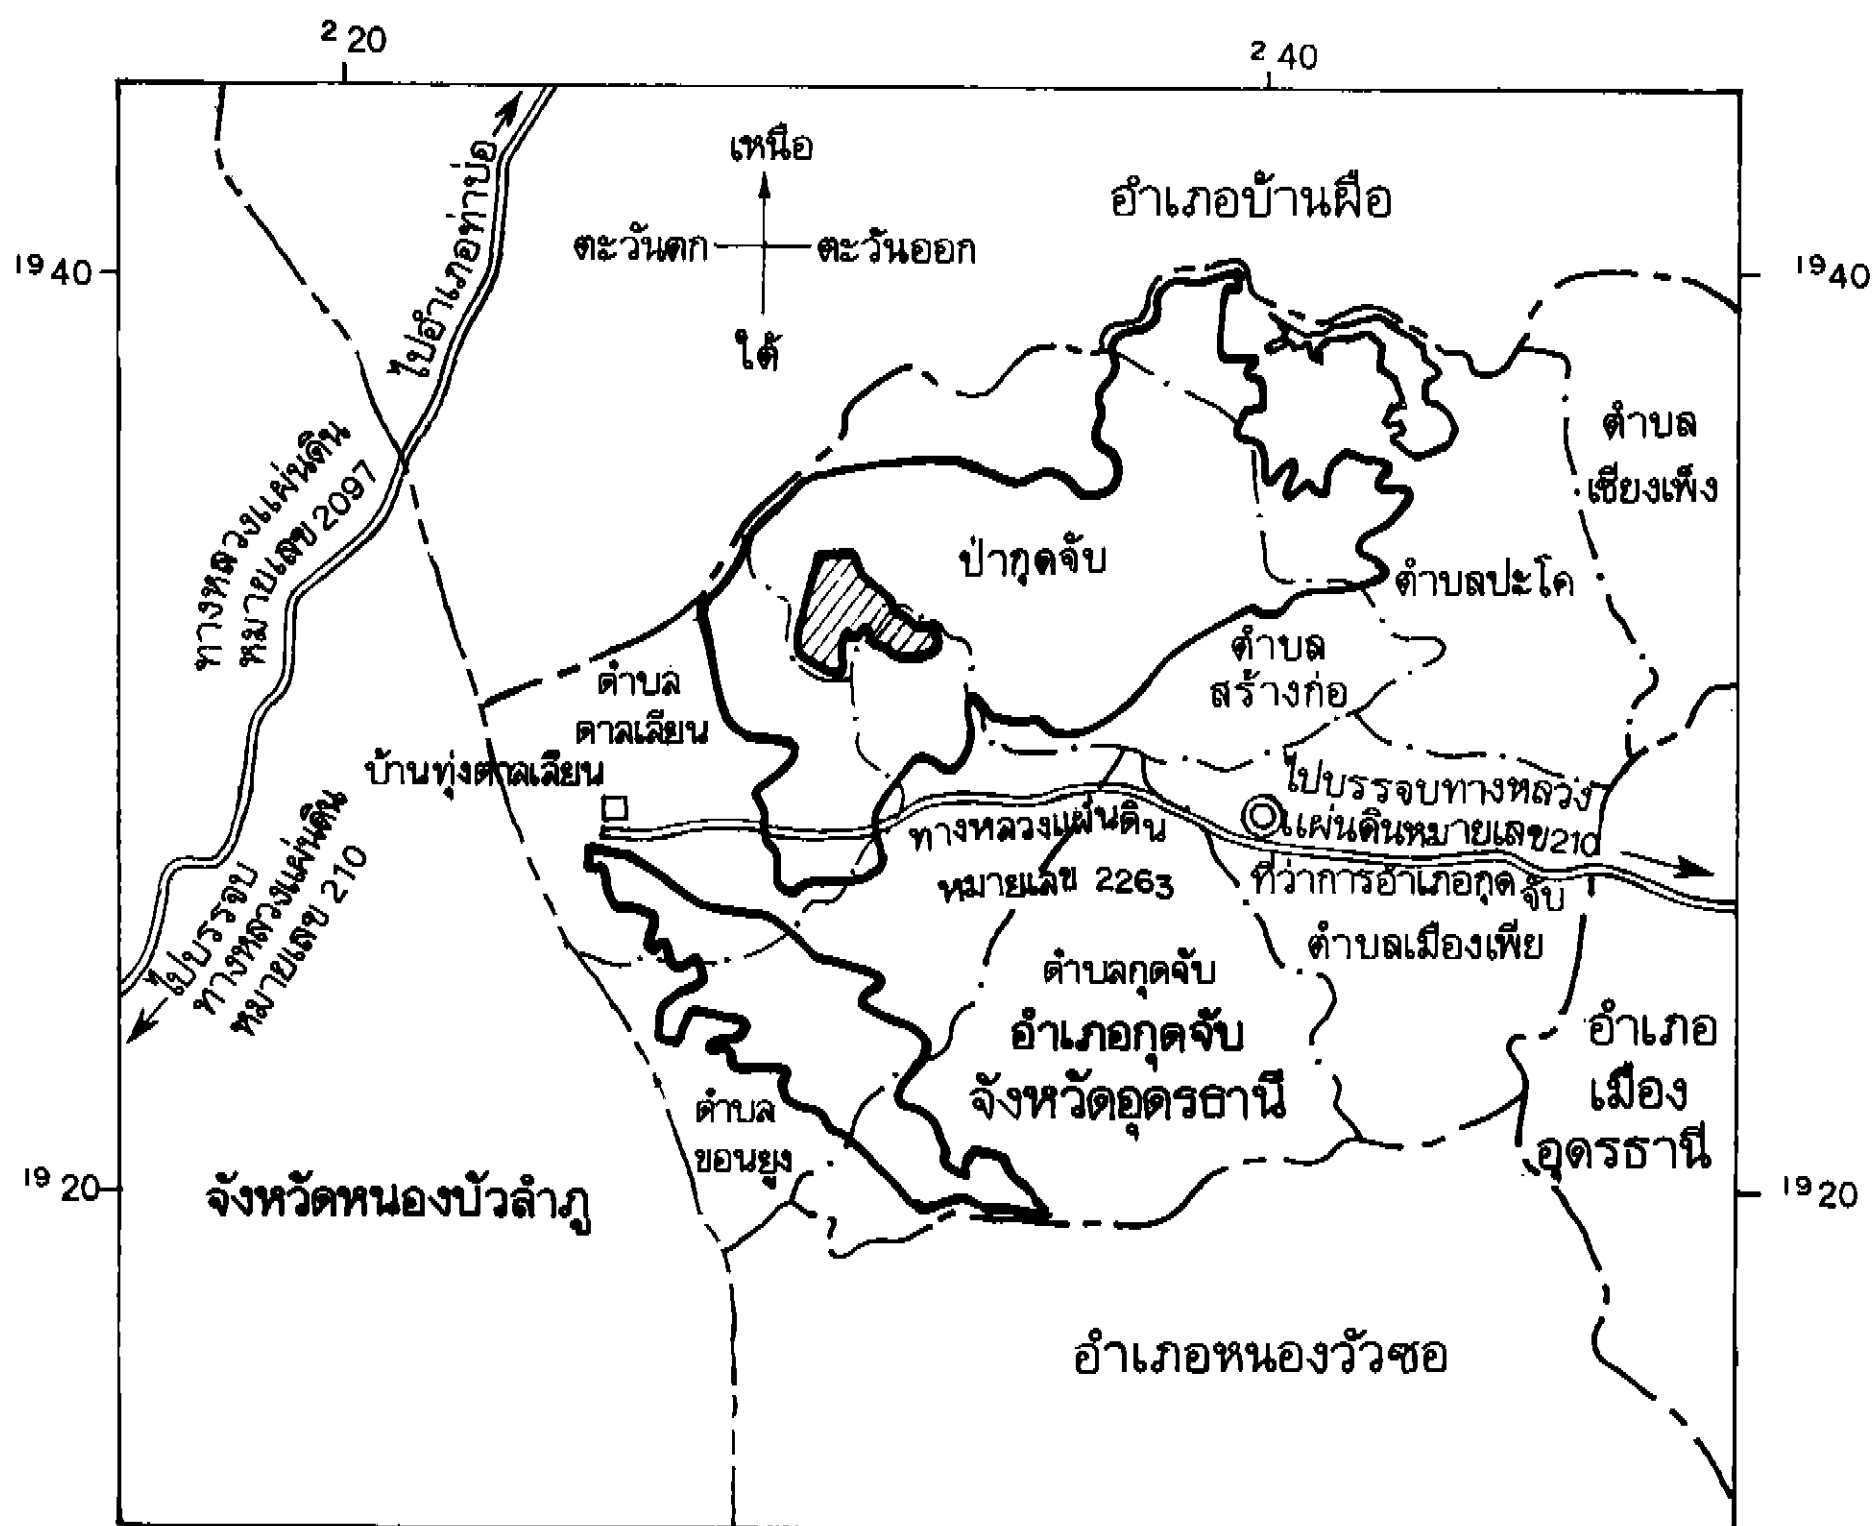 ² 20
² 40
เหนือ
ตะวันตก
ตะวันออก
ใต้
อำเภอบ้านผือ
¹⁹40
¹⁹40
ไปอำเภอท่าบ่อ
ทางหลวงแผ่นดิน
หมายเลข 2097
ตำบล
เชียงเพ็ง
ป่ากุดจับ
ตำบลปะโค
ตำบล
สร้างก่อ
ตำบล
ตาลเลียน
บ้านทุ่งตาลเลียน
ไปบรรจบทางหลวง
แผ่นดินหมายเลข210
ทางหลวงแผ่นดิน
หมายเลข 2263
ที่ว่าการอำเภอกุดจับ
ไปบรรจบ
ทางหลวงแผ่นดิน
หมายเลข 210
ตำบลเมืองเพีย
ตำบลกุดจับ
อำเภอกุดจับ
จังหวัดอุดรธานี
อำเภอ
เมือง
อุดรธานี
ตำบล
ขอนยูง
¹⁹20
จังหวัดหนองบัวลำภู
¹⁹20
อำเภอหนองวัวซอ